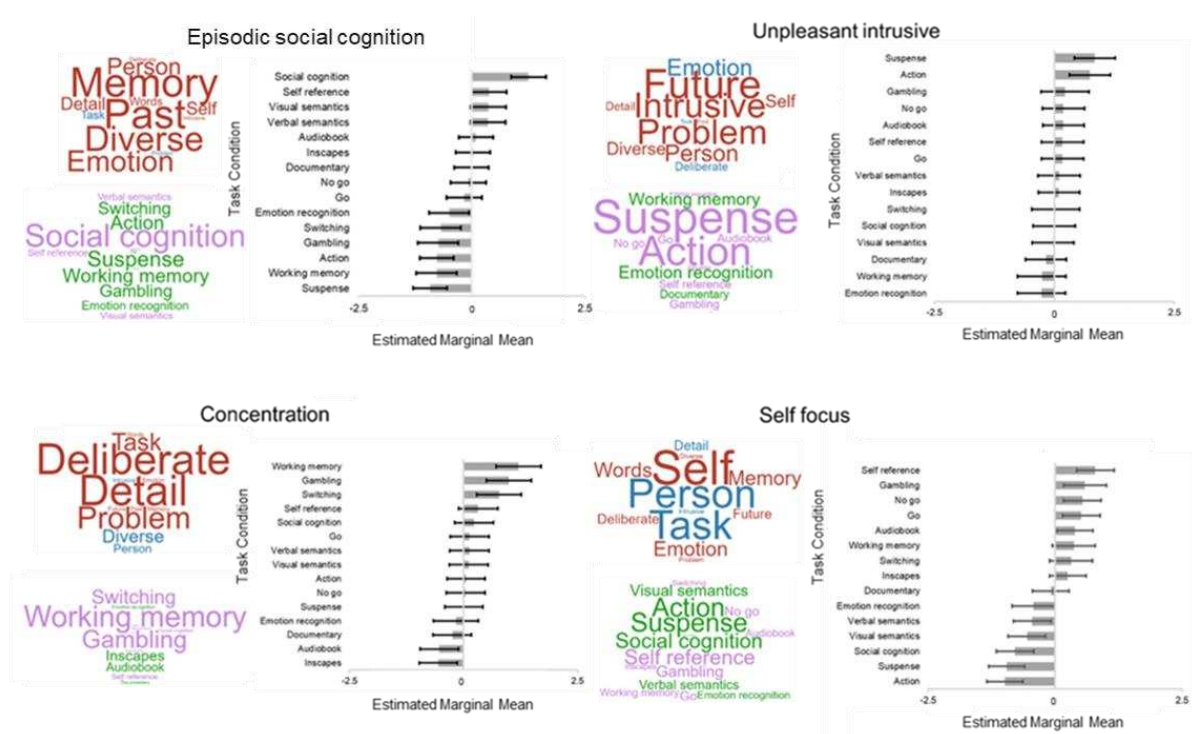 Episodic social cognition
Person
Memory
Detail Words Self
Task Past
Diverse
Emotion
Verbal semantics
Switching
Action
Social cognition
Self reference
Suspense
Working memory
Gambling
Emotion recognition
Visual semantics
Task Condition
Social cognition
Self reference
Visual semantics
Verbal semantics
Audiobook
Inscapes
Documentary
No go
Go
Emotion recognition
Switching
Gambling
Action
Working memory
Suspense
-2.5 0 2.5
Estimated Marginal Mean
Unpleasant intrusive
Emotion
Future
Detail Intrusive Self
Problem
Diverse Person
Deliberate
Working memory
Suspense
No go Go Audiobook
Action
Emotion recognition
Self reference
Documentary
Gambling
Task Condition
Suspense
Action
Gambling
No go
Audiobook
Self reference
Go
Verbal semantics
Inscapes
Switching
Social cognition
Visual semantics
Documentary
Working memory
Emotion recognition
-2.5 0 2.5
Estimated Marginal Mean
Concentration
Task
Deliberate
Detail
Problem
Diverse
Person
Switching
Working memory
Gambling
Inscapes
Audiobook
Self reference
Task Condition
Working memory
Gambling
Switching
Self reference
Social cognition
Go
Verbal semantics
Visual semantics
Action
No go
Suspense
Emotion recognition
Documentary
Audiobook
Inscapes
-2.5 0 2.5
Estimated Marginal Mean
Self focus
Detail
Diverse
Words Self Memory
Person
Intrusive
Deliberate Task Future
Emotion
Problem
Switching
Visual semantics
Action No go
Suspense Audiobook
Social cognition
Self reference
Inscapes Gambling
Verbal semantics
Working memory Go Emotion recognition
Task Condition
Self reference
Gambling
No go
Go
Audiobook
Working memory
Switching
Inscapes
Documentary
Emotion recognition
Verbal semantics
Visual semantics
Social cognition
Suspense
Action
-2.5 0 2.5
Estimated Marginal Mean